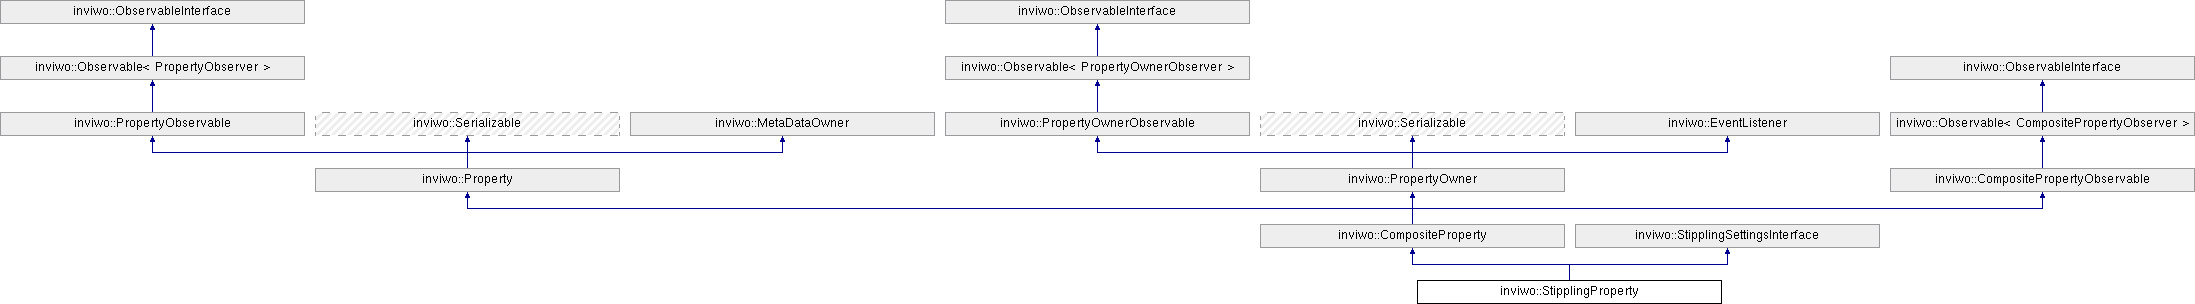 inviwo::ObservableInterface
inviwo::ObservableInterface
inviwo::Observable< PropertyObserver >
inviwo::Observable< PropertyOwnerObserver >
inviwo::ObservableInterface
inviwo::PropertyObservable
inviwo::Serializable
inviwo::MetaDataOwner
inviwo::PropertyOwnerObservable
inviwo::Serializable
inviwo::EventListener
inviwo::Observable< CompositePropertyObserver >
inviwo::Property
inviwo::PropertyOwner
inviwo::CompositePropertyObservable
inviwo::CompositeProperty
inviwo::StipplingSettingsInterface
inviwo::StipplingProperty